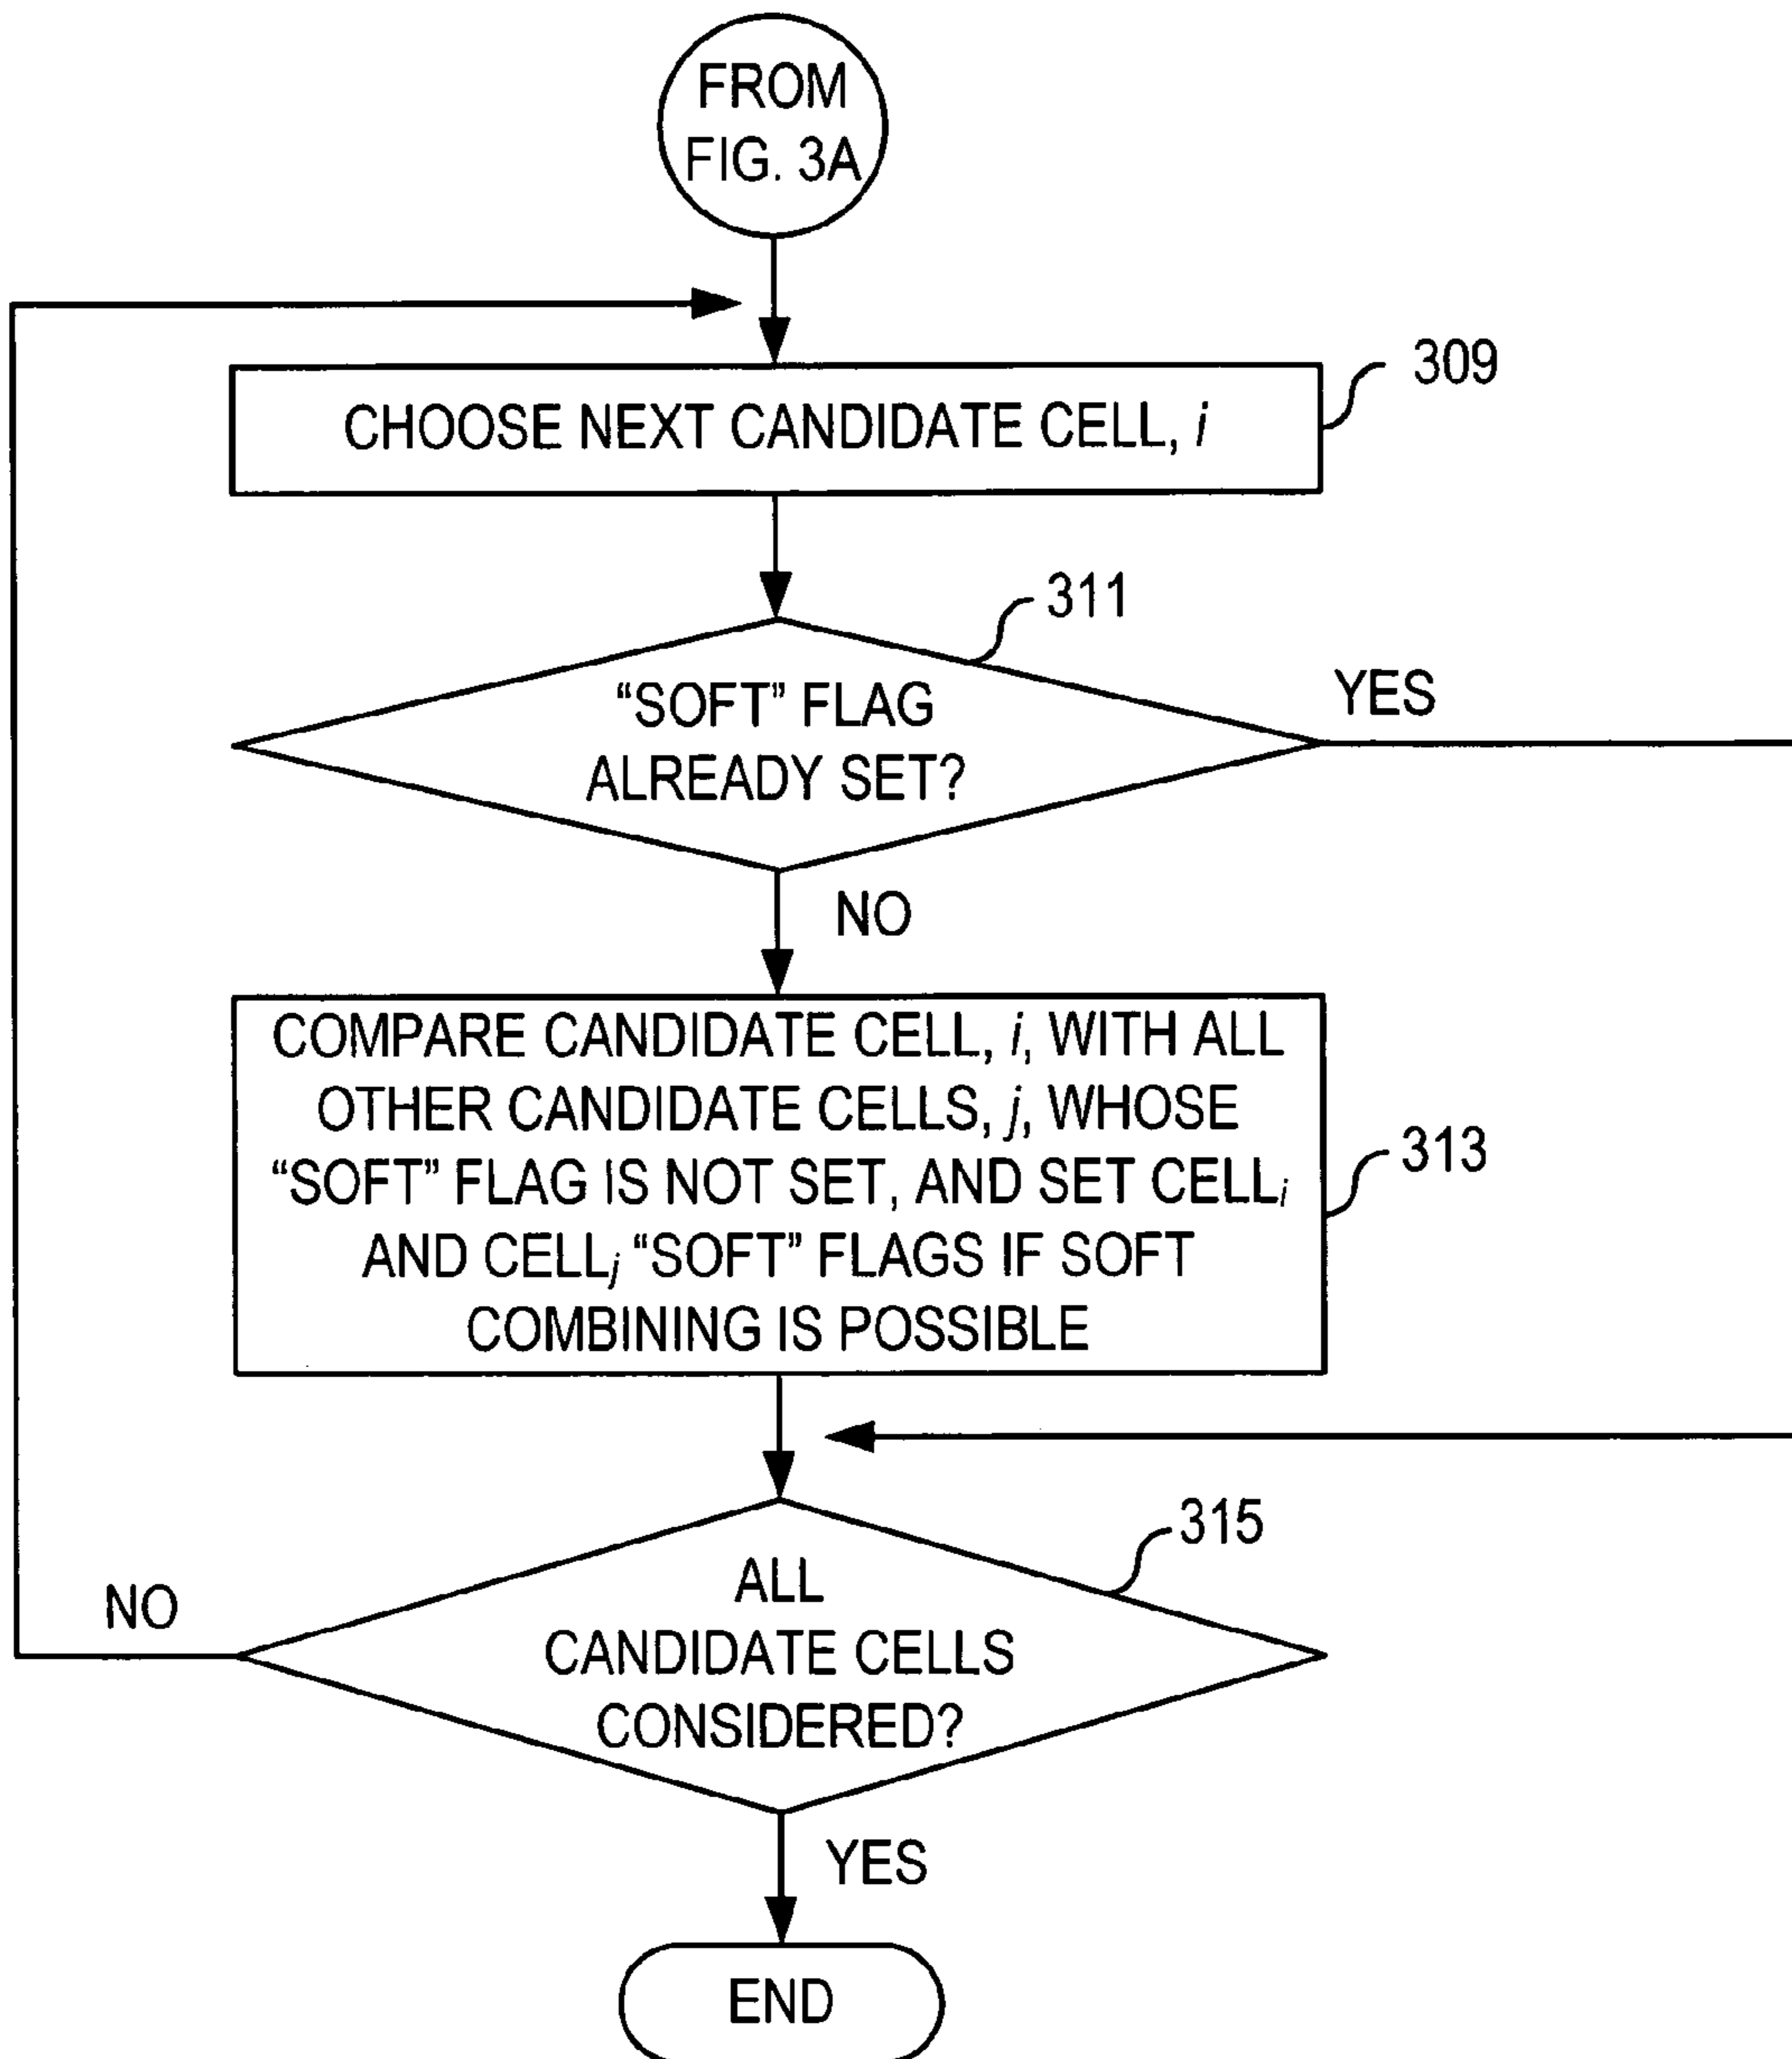 FROM
FIG. 3A
309
CHOOSE NEXT CANDIDATE CELL, i
311
“SOFT” FLAG
ALREADY SET?
YES
NO
COMPARE CANDIDATE CELL, i, WITH ALL
OTHER CANDIDATE CELLS, j, WHOSE
“SOFT” FLAG IS NOT SET, AND SET CELLi
AND CELLj “SOFT” FLAGS IF SOFT
COMBINING IS POSSIBLE
313
315
ALL
CANDIDATE CELLS
CONSIDERED?
NO
YES
END